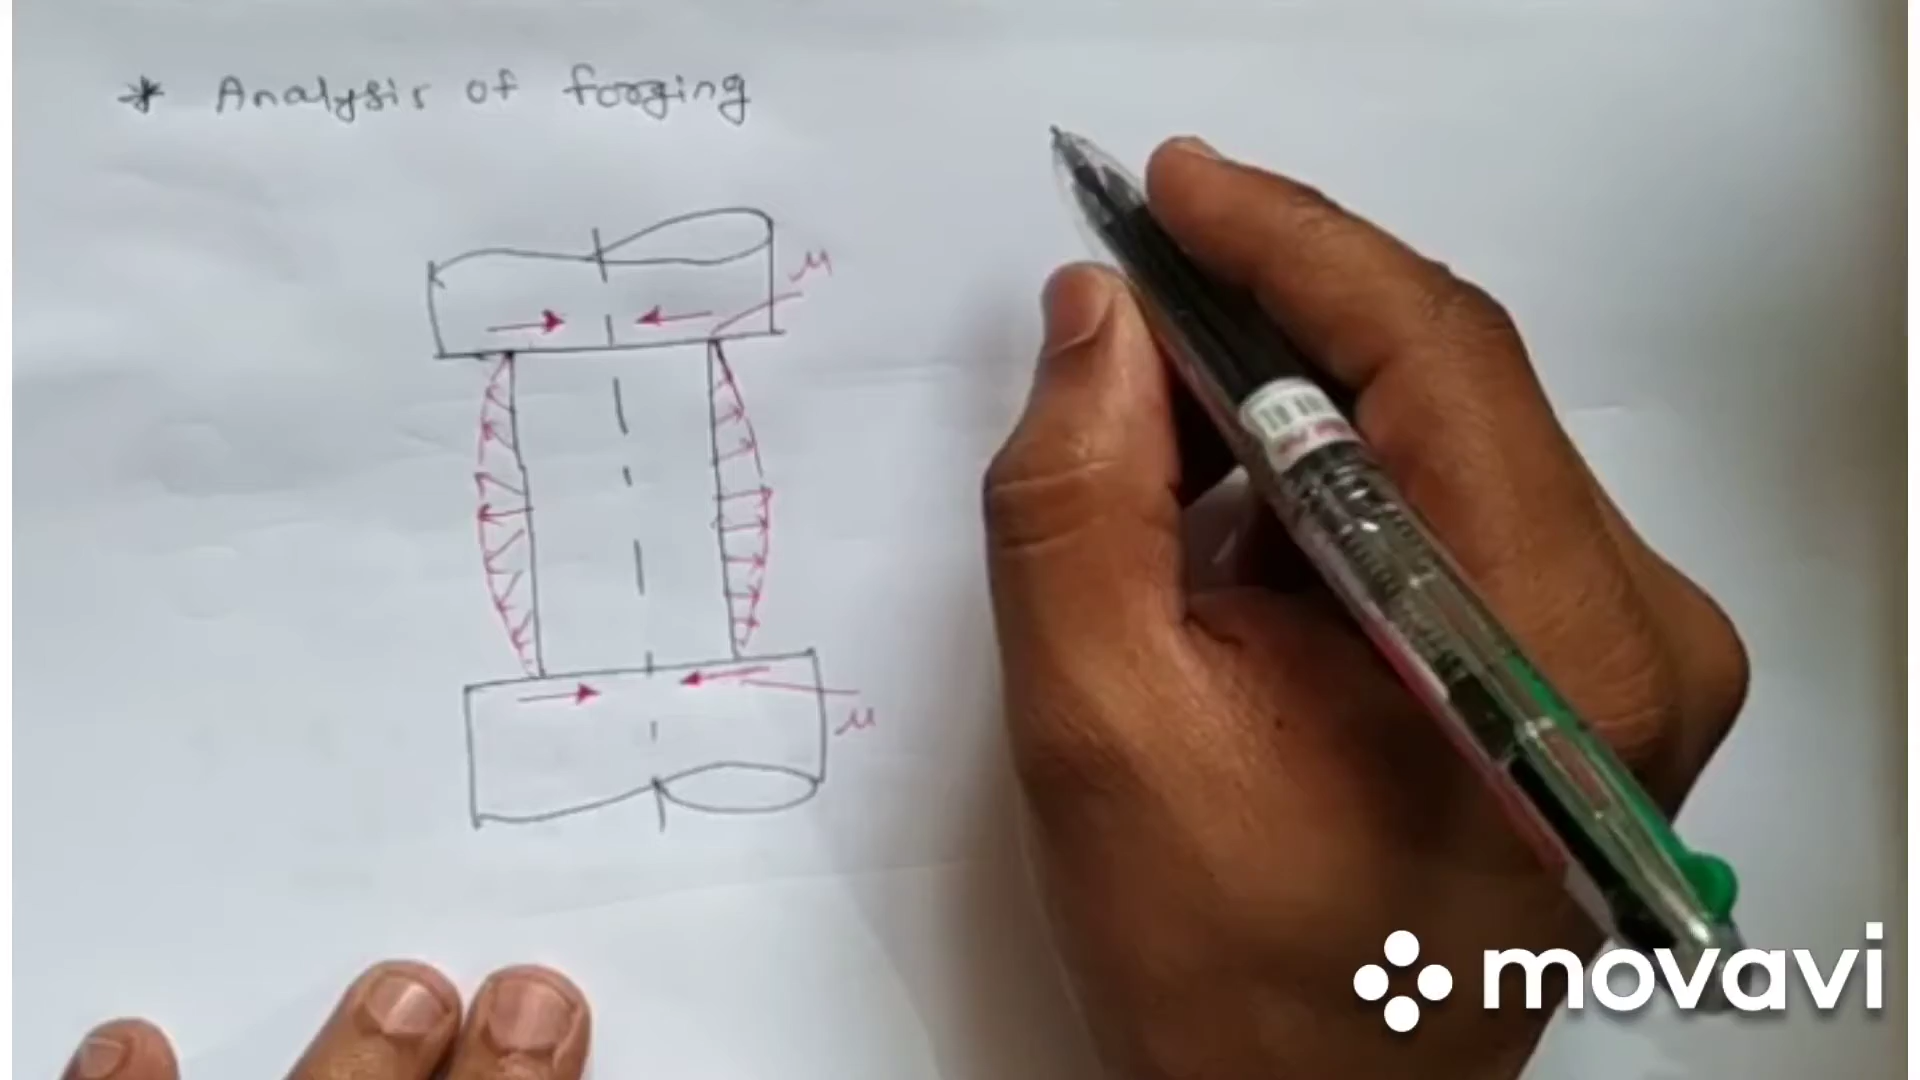 * Analysis of forging
μ
μ
movavi